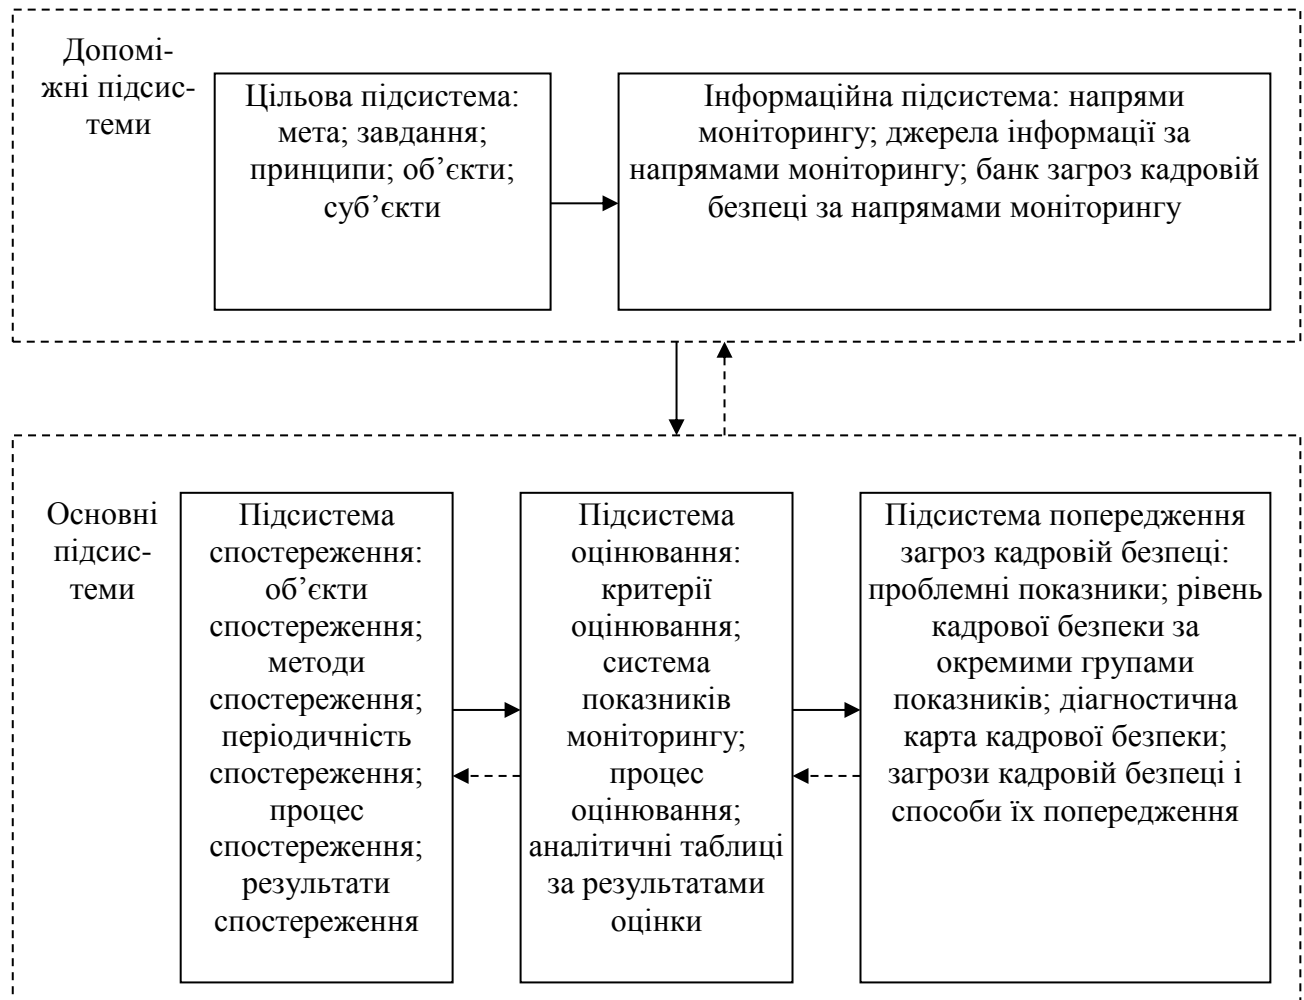 Допомі-
жні підсис-
теми
Цільова підсистема:
мета; завдання;
принципи; об’єкти;
суб’єкти
Інформаційна підсистема: напрями
моніторингу; джерела інформації за
напрямами моніторингу; банк загроз кадровій
безпеці за напрямами моніторингу
Основні
підсис-
теми
Підсистема
спостереження:
об’єкти
спостереження;
методи
спостереження;
періодичність
спостереження;
процес
спостереження;
результати
спостереження
Підсистема
оцінювання:
критерії
оцінювання;
система
показників
моніторингу;
процес
оцінювання;
аналітичні таблиці
за результатами
оцінки
Підсистема попередження
загроз кадровій безпеці:
проблемні показники; рівень
кадрової безпеки за
окремими групами
показників; діагностична
карта кадрової безпеки;
загрози кадровій безпеці і
способи їх попередження